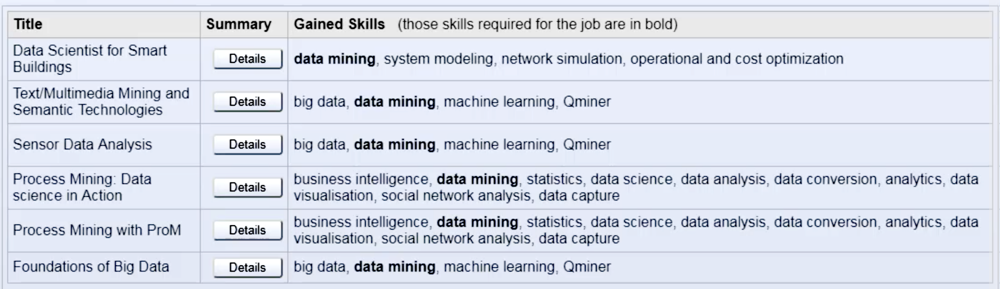 Title Summary Gained Skills (those skills required for the job are in bold)
Data Scientist for Smart
Buildings
Details
data mining, system modeling, network simulation, operational and cost optimization
Text/Multimedia Mining and
Semantic Technologies
Details
big data, data mining, machine learning, Qminer
Sensor Data Analysis
Details
big data, data mining, machine learning, Qminer
Process Mining: Data
science in Action
Details
business intelligence, data mining, statistics, data science, data analysis, data conversion, analytics, data
visualisation, social network analysis, data capture
Process Mining with ProM
Details
business intelligence, data mining, statistics, data science, data analysis, data conversion, analytics, data
visualisation, social network analysis, data capture
Foundations of Big Data
Details
big data, data mining, machine learning, Qminer